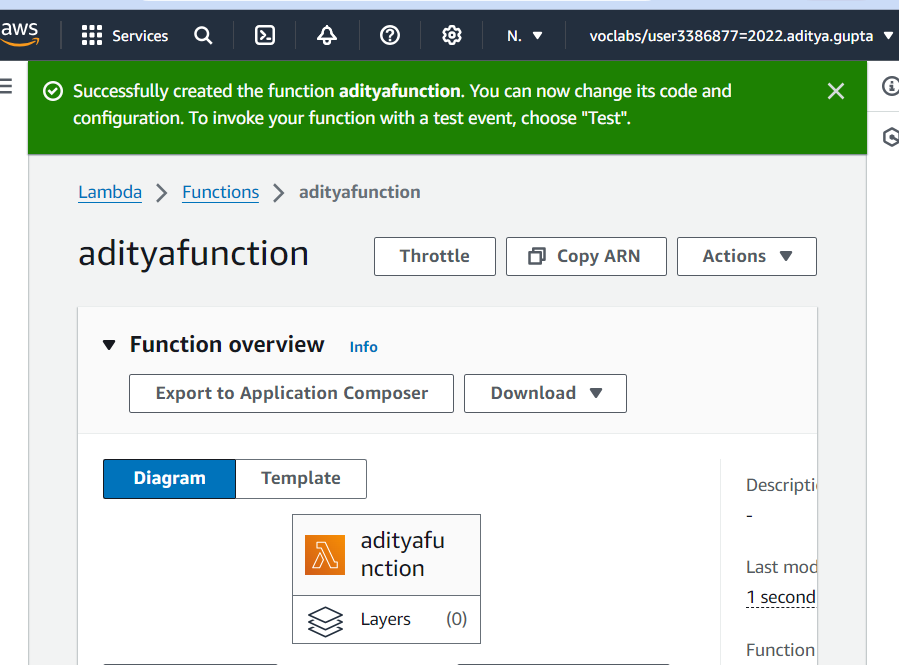 aws
Services
N. ▼
voclabs/user3386877=2022.aditya.gupta ▼
Successfully created the function adityafunction. You can now change its code and
configuration. To invoke your function with a test event, choose "Test".
Lambda > Functions > adityafunction
adityafunction
Throttle
Copy ARN
Actions ▼
▼ Function overview Info
Export to Application Composer
Download ▼
Diagram
Template
adityafu
nction
Layers (0)
Descripti
-
Last mod
1 second
Function